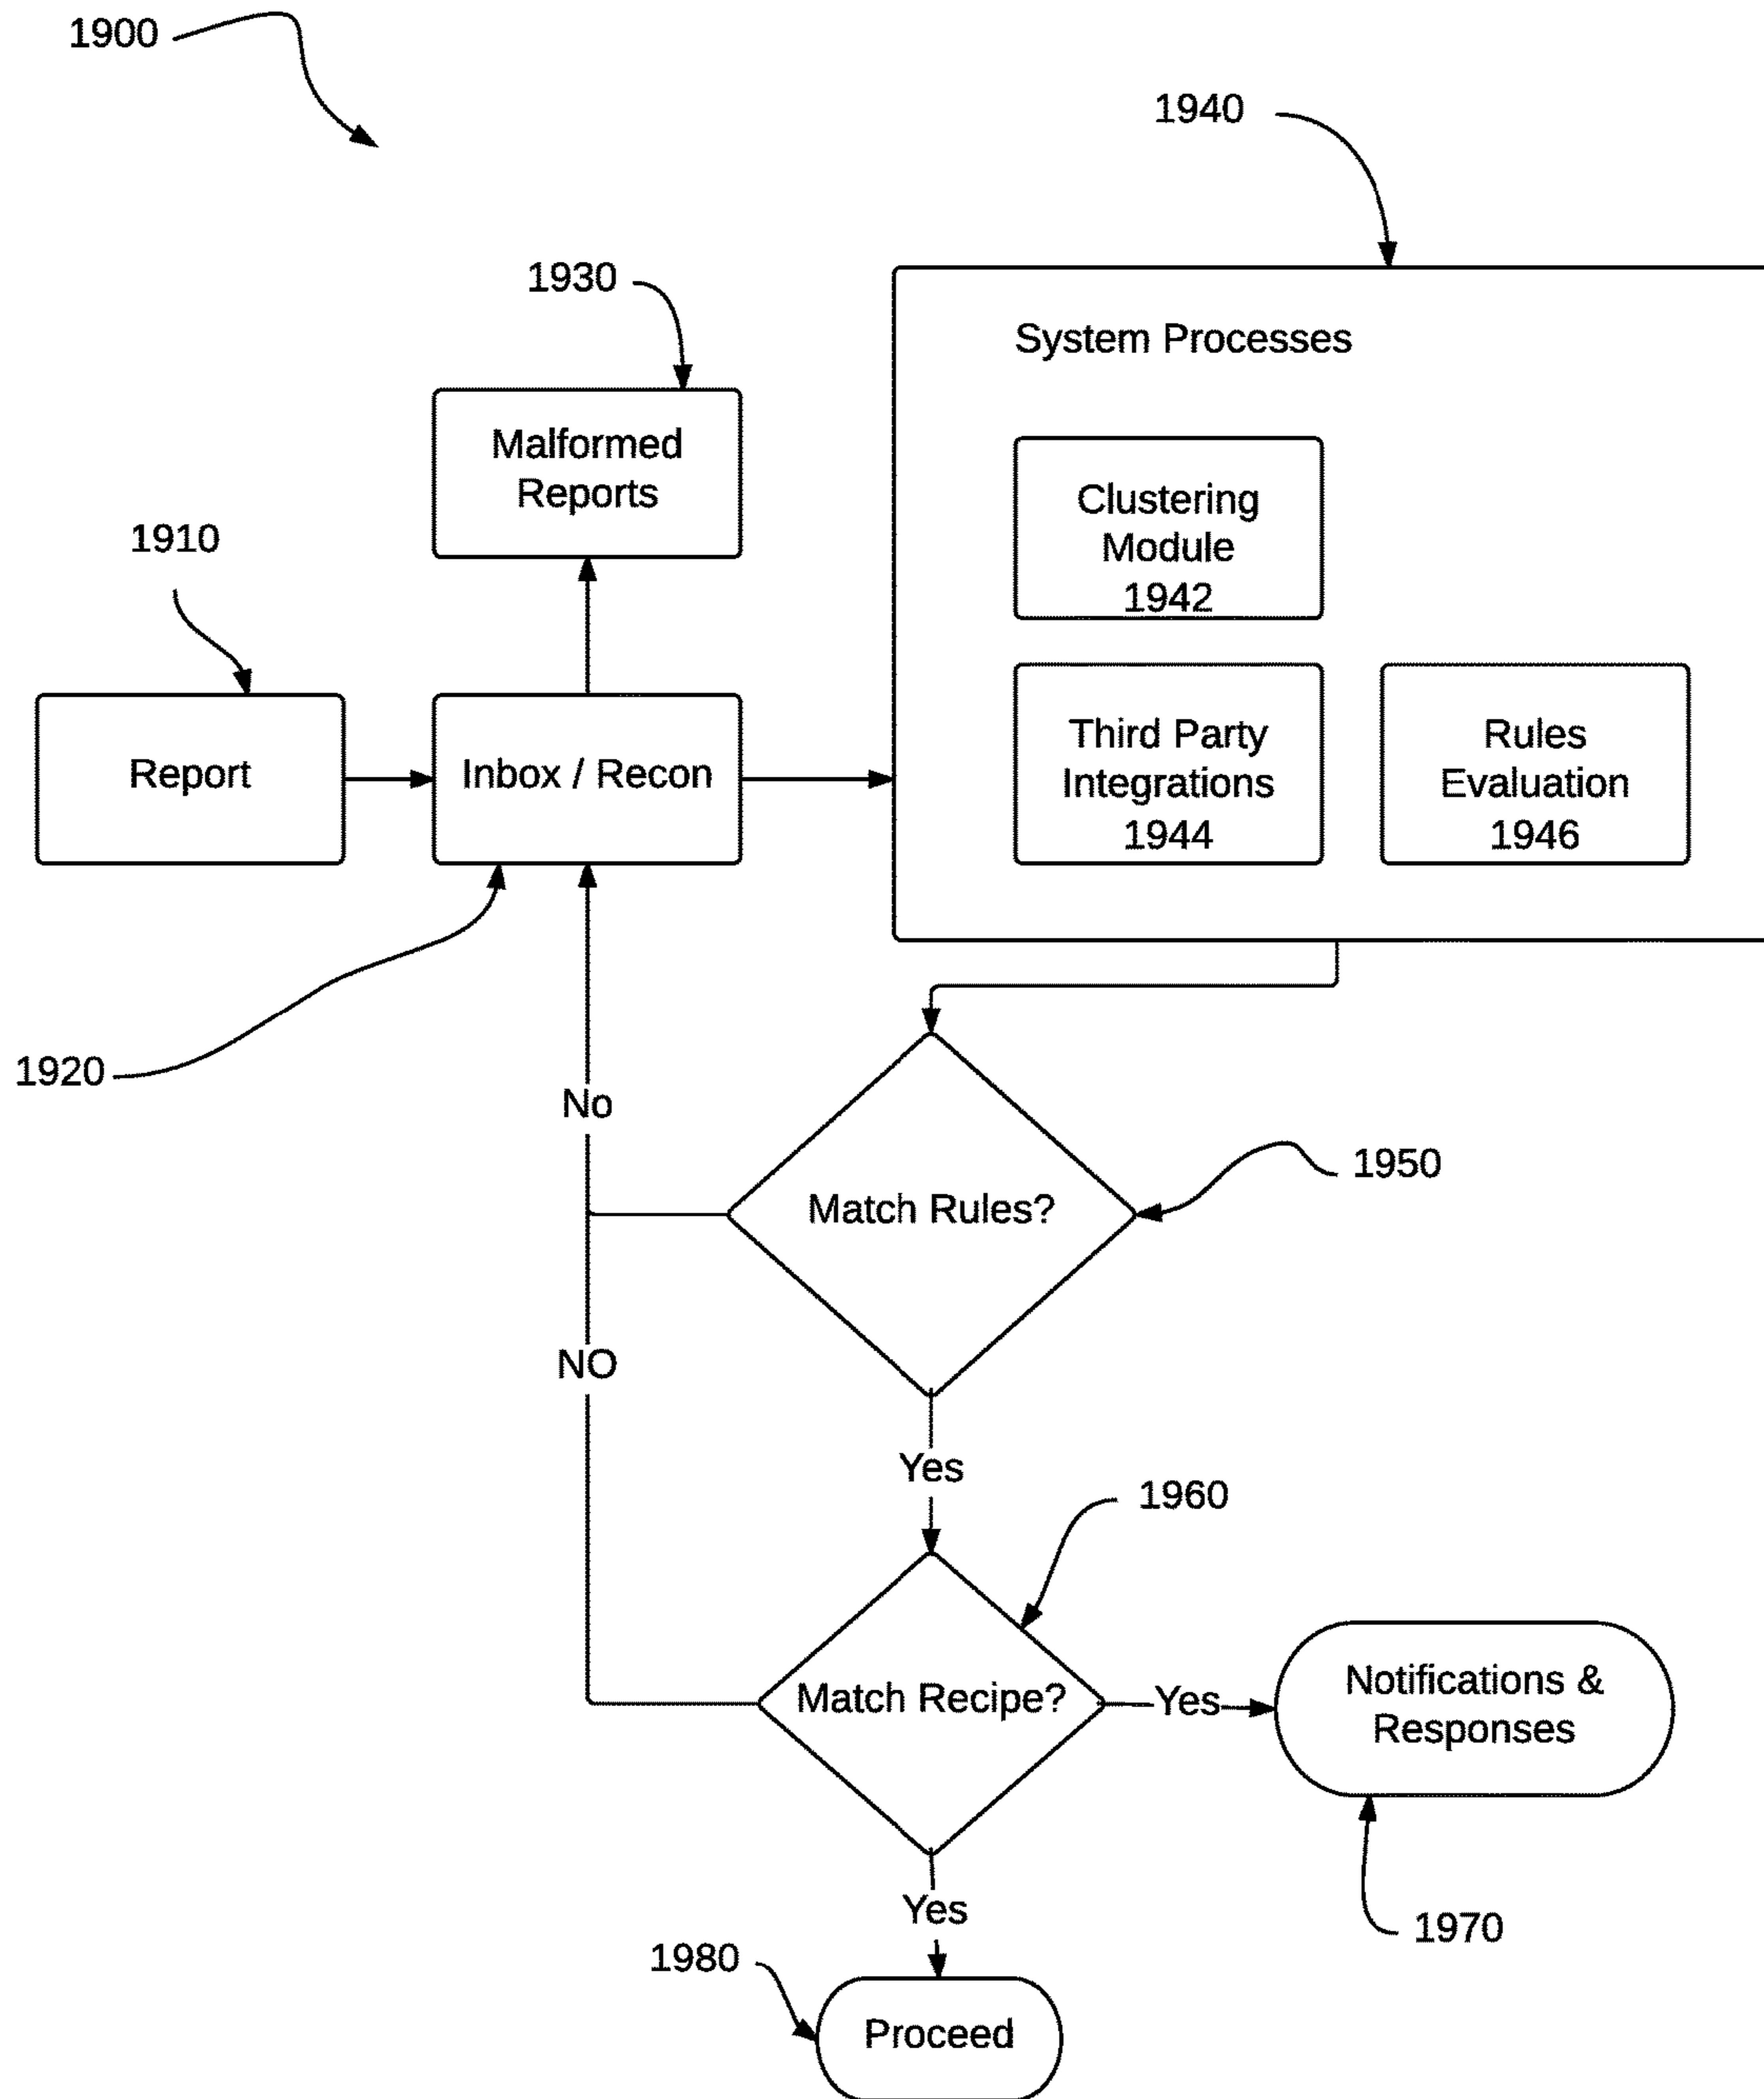 1900
1940
1930
System Processes
Malformed
Reports
Clustering
Module
1942
1910
Report
Inbox / Recon
Third Party
Integrations
1944
Rules
Evaluation
1946
1920
No
Match Rules?
1950
NO
Yes
1960
Match Recipe?
Yes
Notifications &
Responses
Yes
1970
1980
Proceed